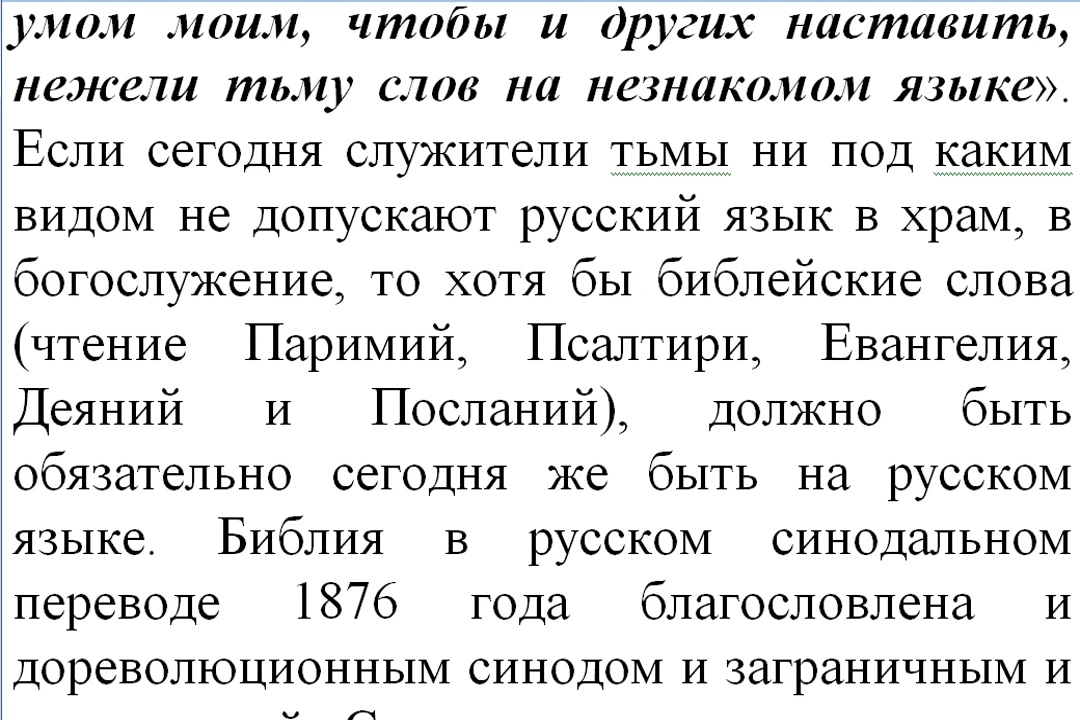 умом моим, чтобы и других наставить,
нежели тьму слов на незнакомом языке».
Если сегодня служители тьмы ни под каким
видом не допускают русский язык в храм, в
богослужение, то хотя бы библейские слова
(чтение Паримий, Псалтири, Евангелия,
Деяний и Посланий), должно быть
обязательно сегодня же быть на русском
языке. Библия в русском синодальном
переводе 1876 года благословлена и
дореволюционным синодом и заграничным и